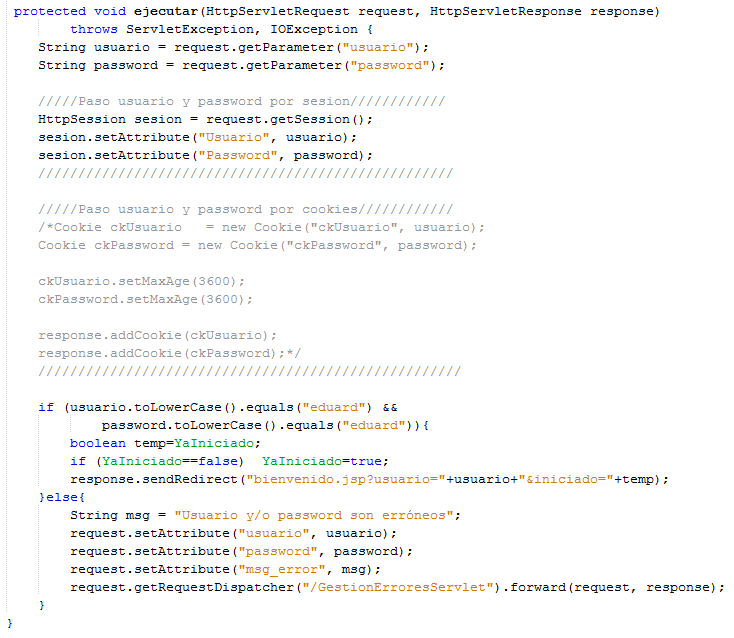 protected void ejecutar(HttpServletRequest request, HttpServletResponse response)
throws ServletException, IOException {
String usuario = request.getParameter("usuario");
String password = request.getParameter("password");
/////Paso usuario y password por sesion////////////
HttpSession sesion = request.getSession();
sesion.setAttribute("Usuario", usuario);
sesion.setAttribute("Password", password);
////////////////////////////////////////////////////
/////Paso usuario y password por cookies////////////
/*Cookie ckUsuario   = new Cookie("ckUsuario", usuario);
Cookie ckPassword = new Cookie("ckPassword", password);
ckUsuario.setMaxAge(3600);
ckPassword.setMaxAge(3600);
response.addCookie(ckUsuario);
response.addCookie(ckPassword);*/
/////////////////////////////////////////////////////
if (usuario.toLowerCase().equals("eduard") &&
password.toLowerCase().equals("eduard")){
boolean temp=YaIniciado;
if (YaIniciado==false)  YaIniciado=true;
response.sendRedirect("bienvenido.jsp?usuario="+usuario+"&iniciado="+temp);
}else{
String msg = "Usuario y/o password son erróneos";
request.setAttribute("usuario", usuario);
request.setAttribute("password", password);
request.setAttribute("msg_error", msg);
request.getRequestDispatcher("/GestionErroresServlet").forward(request, response);
}
}